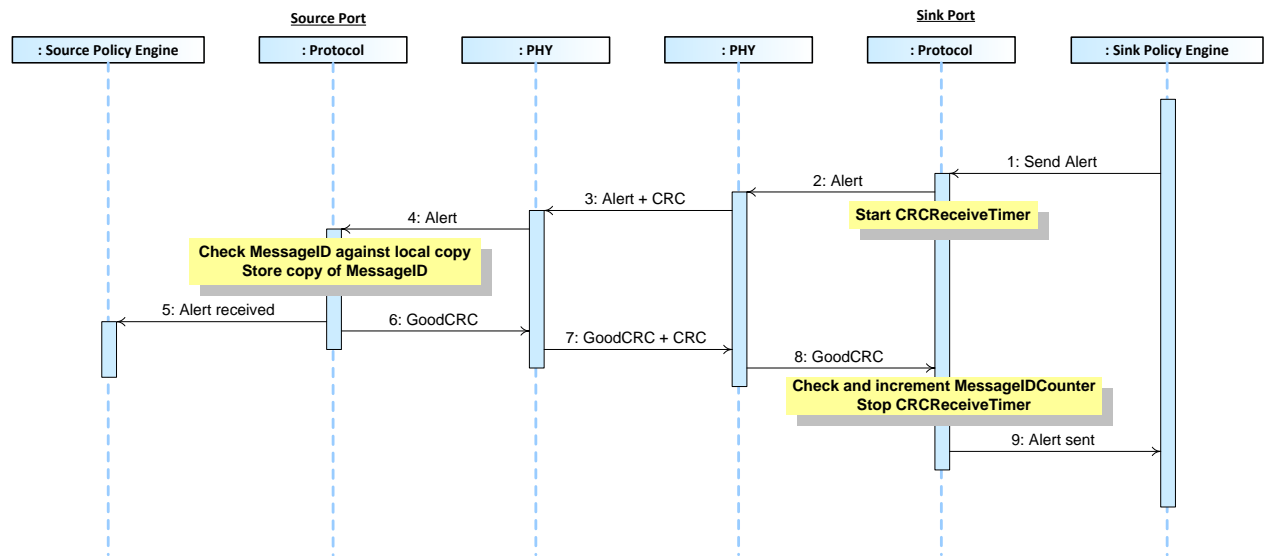 Source Port
Sink Port
: Source Policy Engine
: Protocol
: PHY
: PHY
: Protocol
: Sink Policy Engine
1: Send Alert
2: Alert
3: Alert + CRC
Start CRCReceiveTimer
4: Alert
Check MessageID against local copy
Store copy of MessageID
5: Alert received
6: GoodCRC
7: GoodCRC + CRC
8: GoodCRC
Check and increment MessageIDCounter
Stop CRCReceiveTimer
9: Alert sent